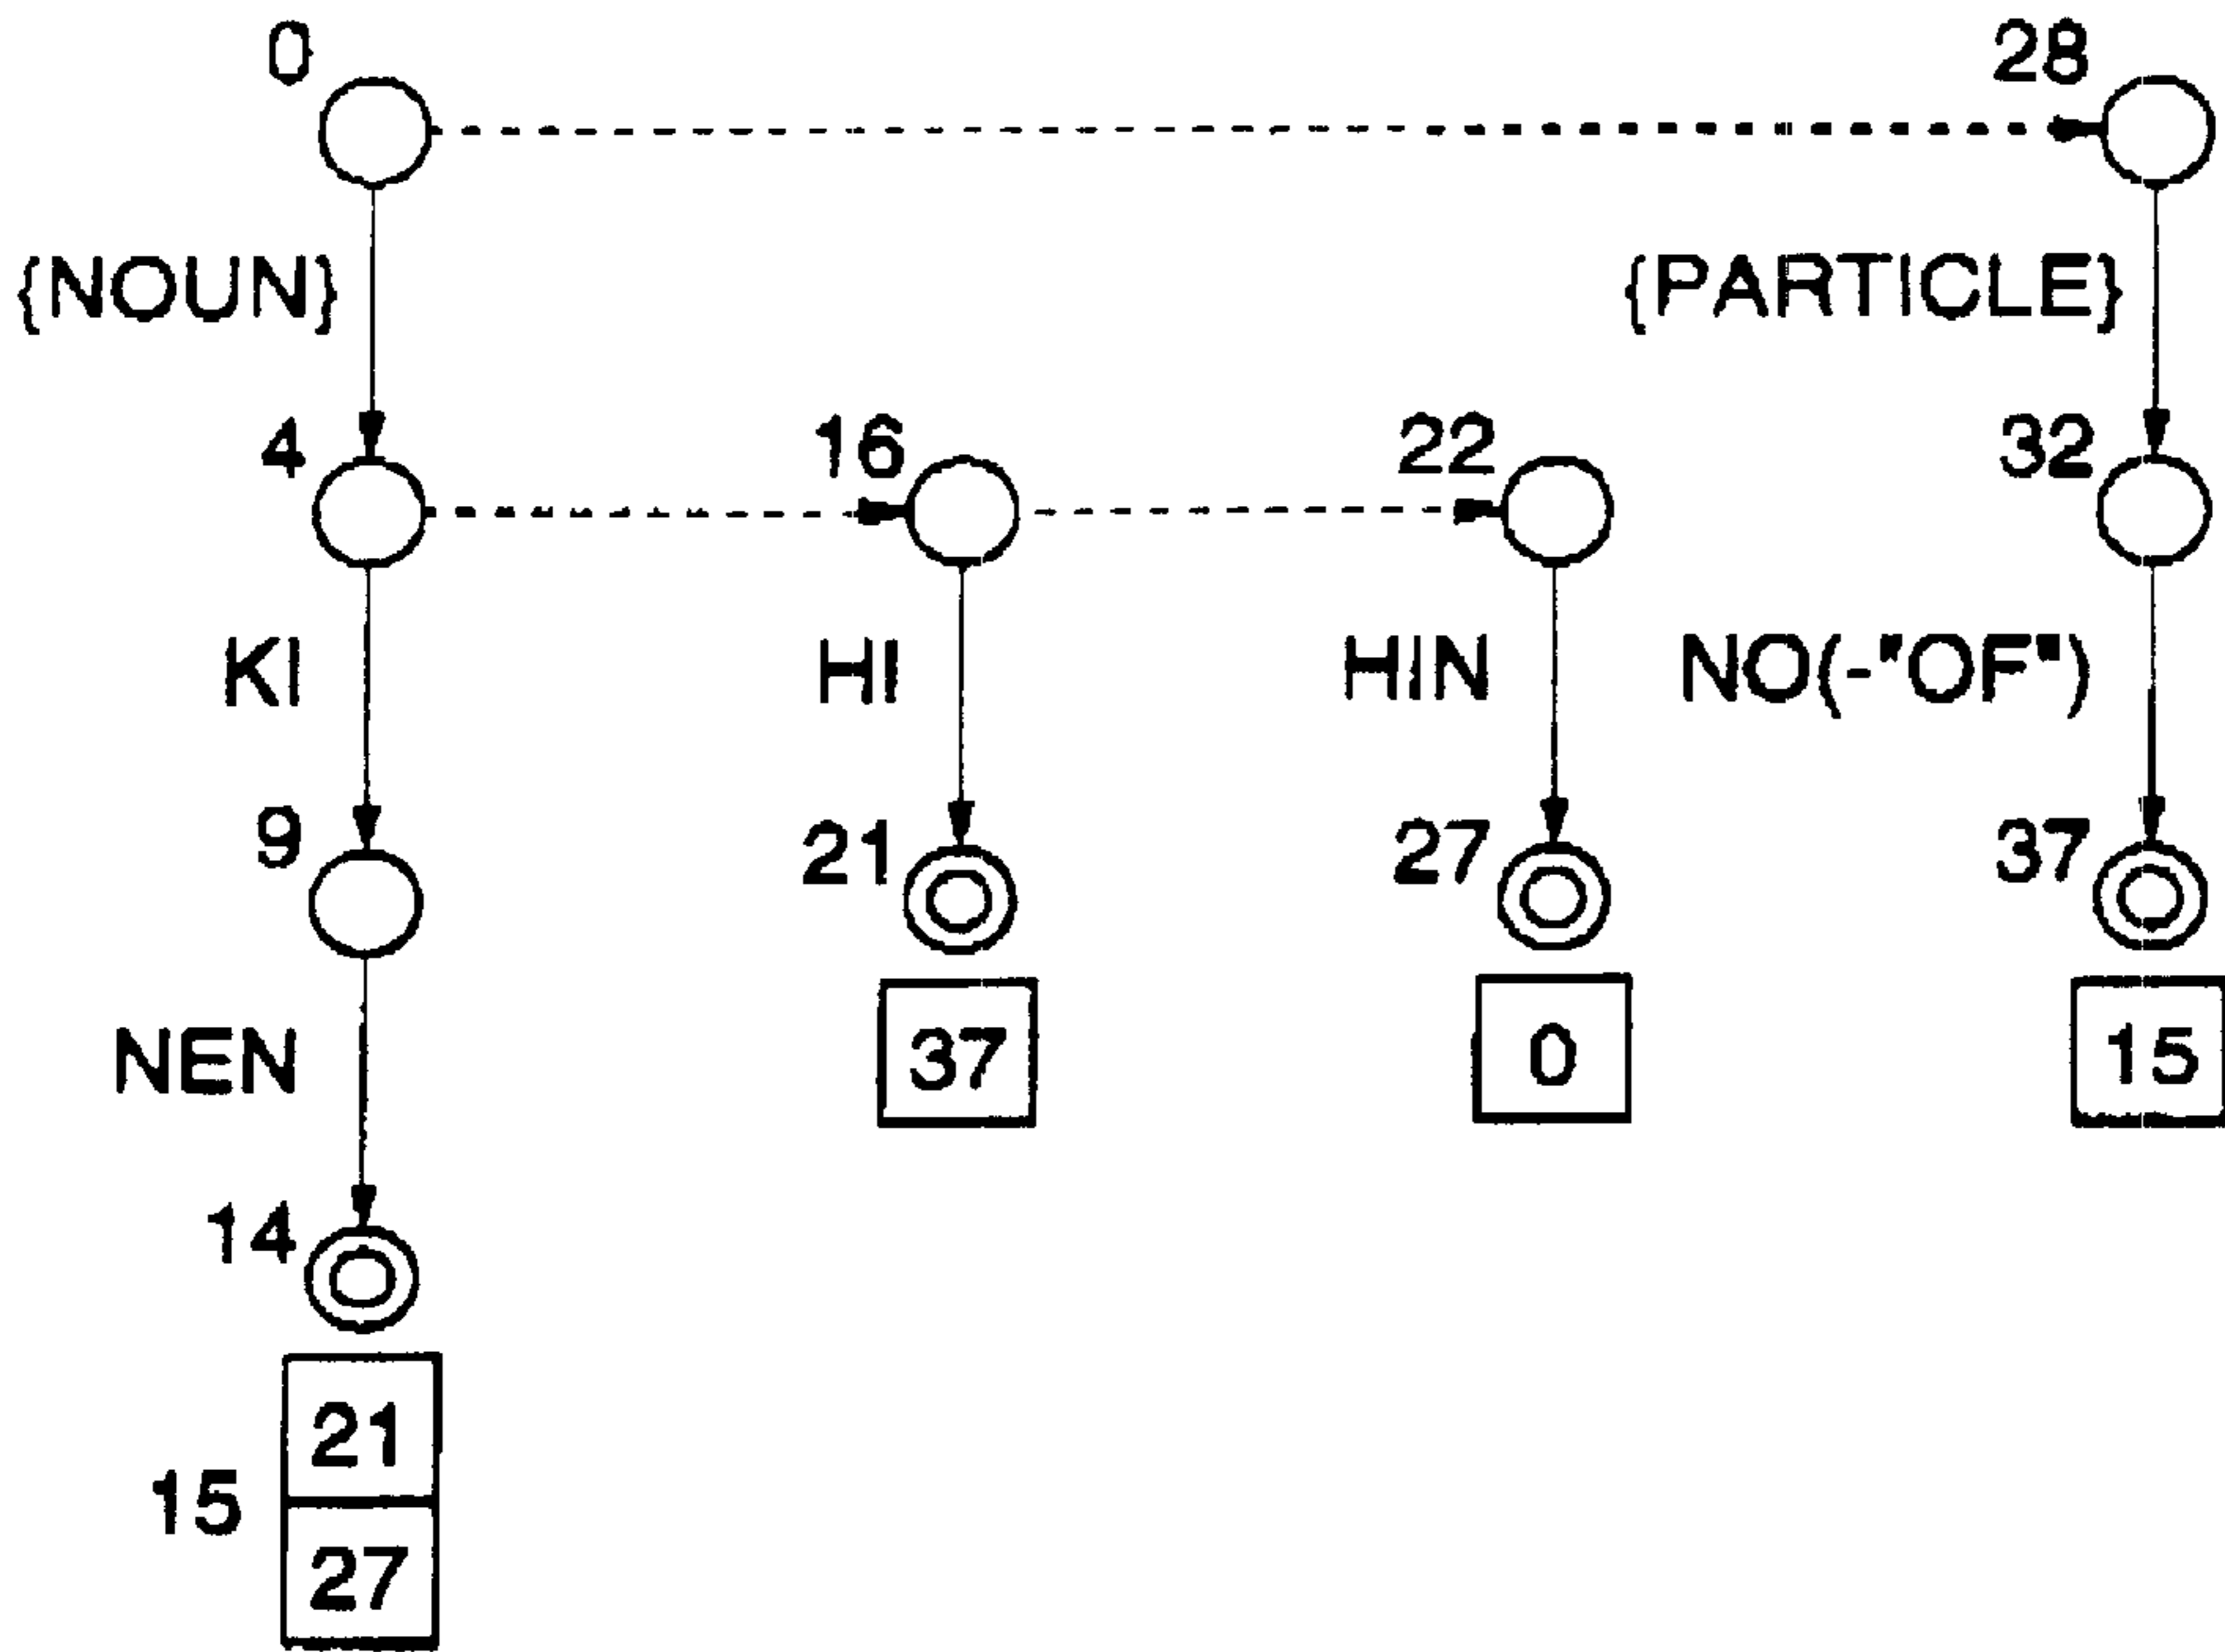 0 28
{NOUN} {PARTICLE}
4 16 22 32
KI HI HIN NO(-"OF")
9 21 27 37
NEN 37 0 15
14
21
15
27